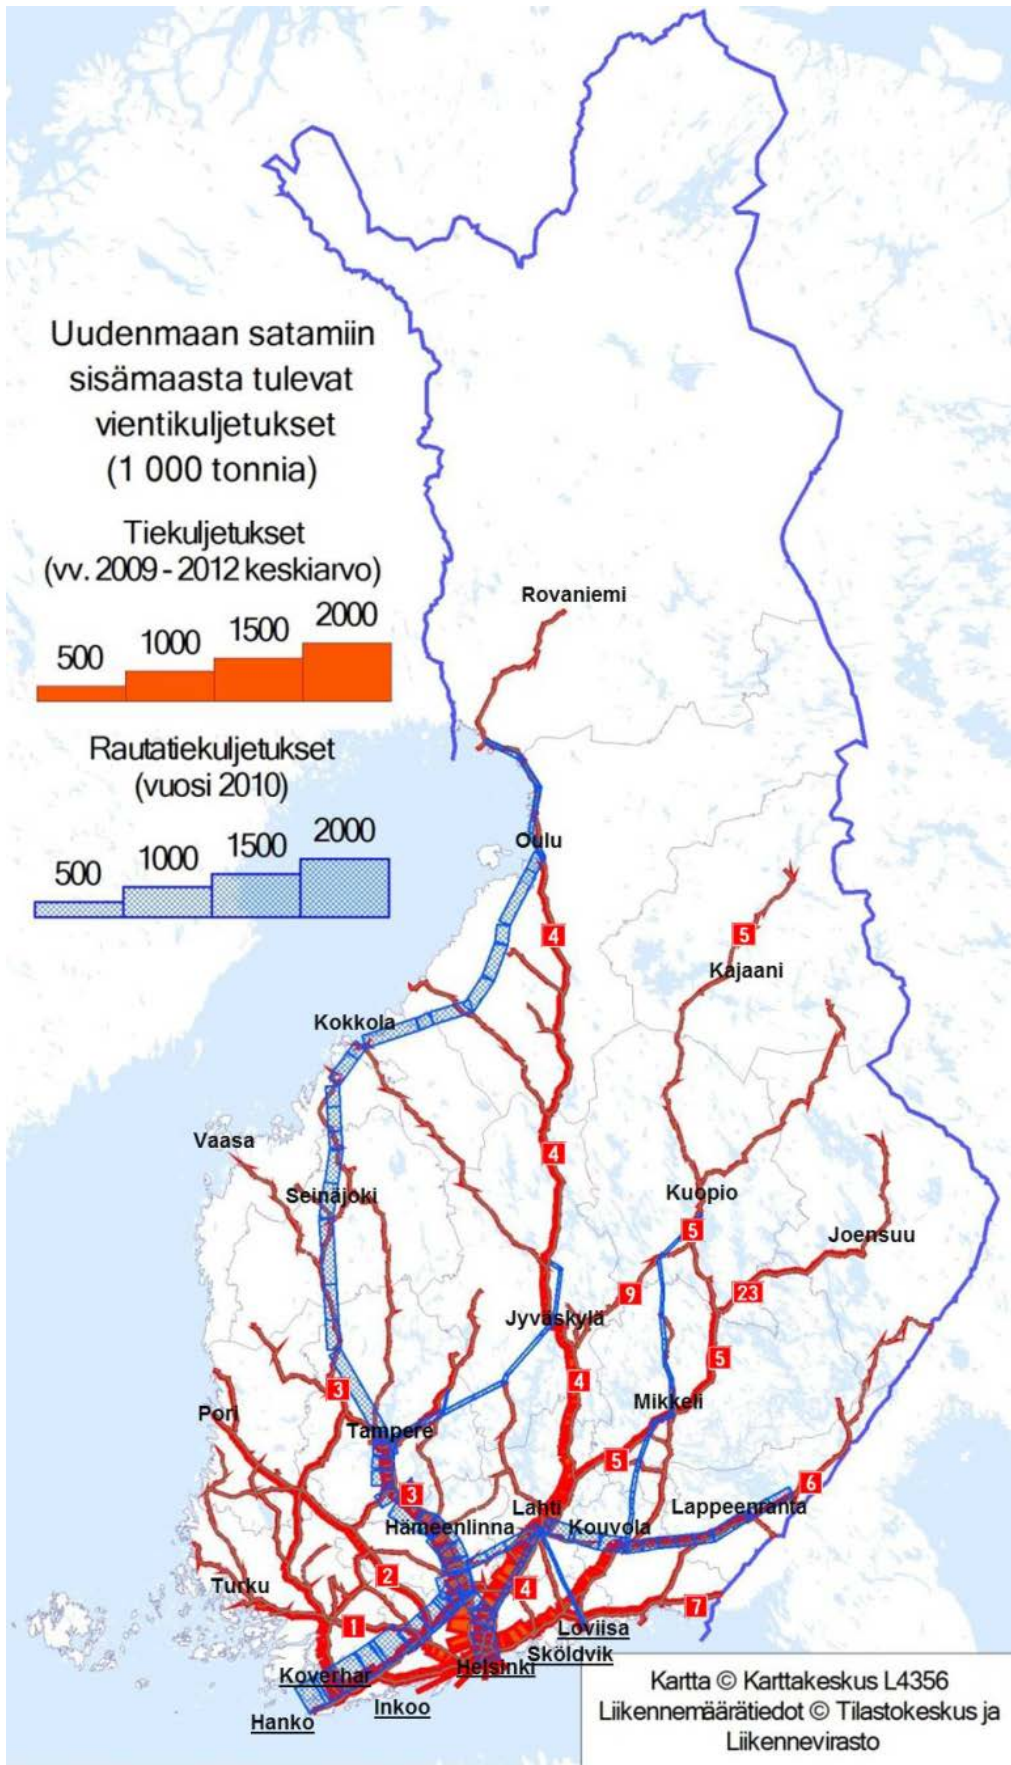 Uudenmaan satamiin
sisämaasta tulevat
vientikuljetukset
(1 000 tonnia)
Tiekuljetukset
(vv. 2009 - 2012 keskiarvo)
500 1000 1500 2000
Rautatiekuljetukset
(vuosi 2010)
500 1000 1500 2000
Rovaniemi
Oulu
4
5
Kajaani
Kokkola
Vaasa
4
Seinäjoki
Kuopio
5
Joensuu
9
23
Jyväskylä
5
3
4
Pori
Mikkeli
Tampere
5
6
3
Lahti
Lappeenranta
Hämeenlinna
Kouvola
2
4
Turku
7
1
Loviisa
Sköldvik
Koverhar
Helsinki
Inkoo
Hanko
Kartta © Karttakeskus L4356
Liikennemäärätiedot © Tilastokeskus ja
Liikennevirasto